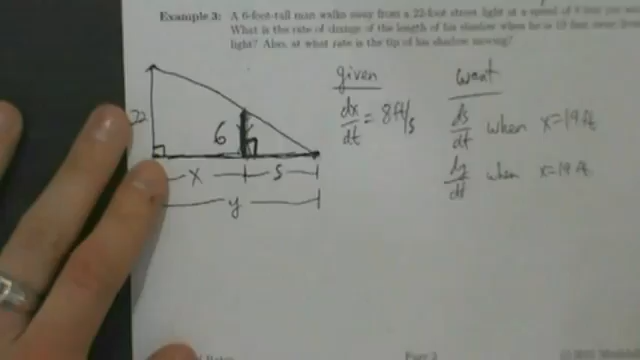 Example 3: A 6-foot-tall man walks away from a 22-foot street light at a speed of 8 feet per
What is the rate of change of the length of his shadow when he is 19 feet away from
light? Also, at what rate is the tip of his shadow moving?
given
want
dx/dt = 8 ft/s
ds/dt when x=19 ft
dy/dt when x=19 ft
22
6
x
s
y
Rates
Page 3